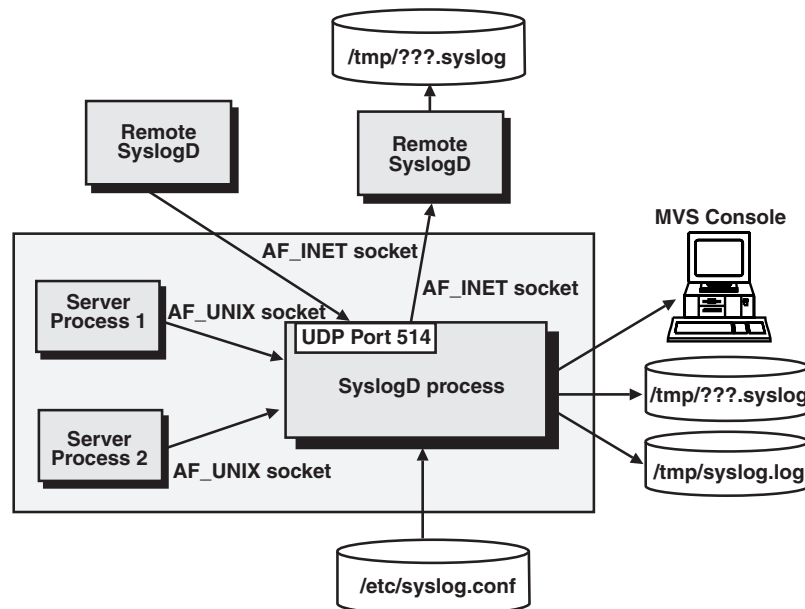 /tmp/???.syslog
Remote
SyslogD
Remote
SyslogD
MVS Console
AF_INET socket
AF_INET socket
Server
Process 1
AF_UNIX socket
UDP Port 514
SyslogD process
/tmp/???.syslog
Server
Process 2
AF_UNIX socket
/tmp/syslog.log
/etc/syslog.conf